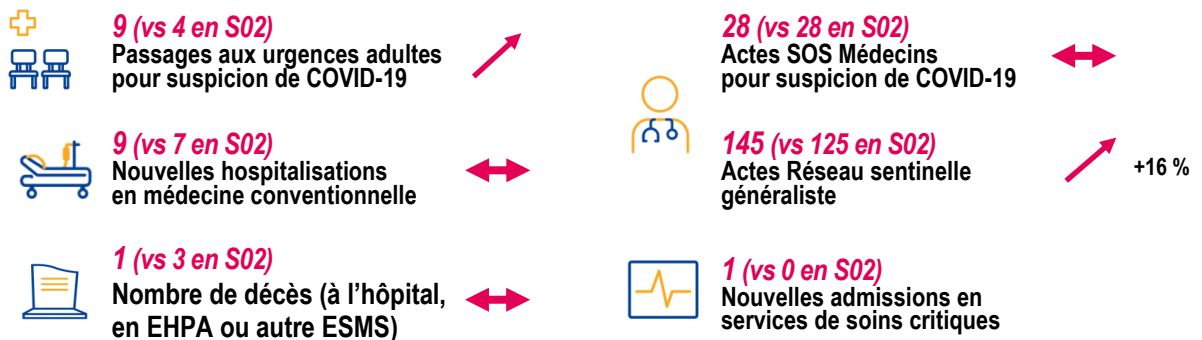 9 (vs 4 en S02)
Passages aux urgences adultes
pour suspicion de COVID-19
9 (vs 7 en S02)
Nouvelles hospitalisations
en médecine conventionnelle
1 (vs 3 en S02)
Nombre de décès (à l’hôpital,
en EHPA ou autre ESMS)
28 (vs 28 en S02)
Actes SOS Médecins
pour suspicion de COVID-19
145 (vs 125 en S02)
Actes Réseau sentinelle
généraliste
+16 %
1 (vs 0 en S02)
Nouvelles admissions en
services de soins critiques